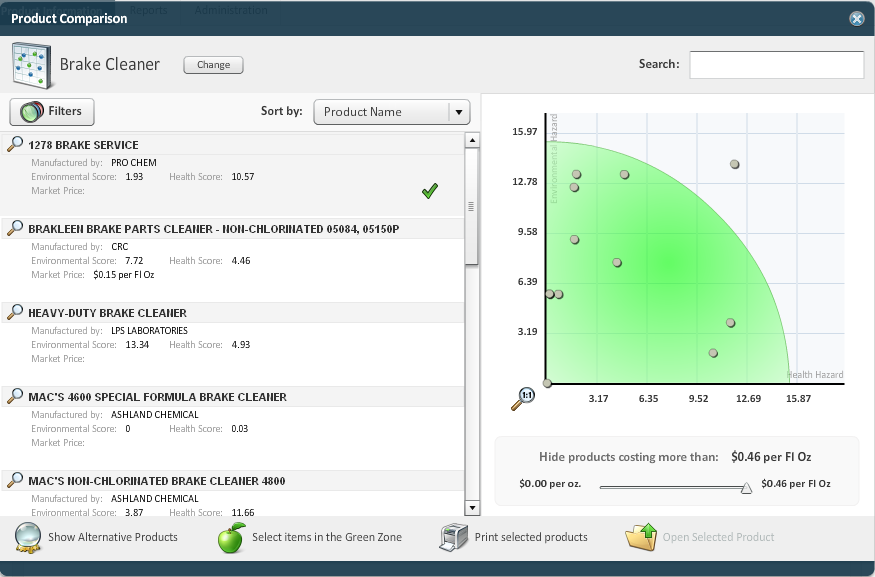 Product Information Reports Administration
Product Comparison
Brake Cleaner Change Search:
Filters Sort by: Product Name
1278 BRAKE SERVICE
Manufactured by: PRO CHEM
Environmental Score: 1.93 Health Score: 10.57
Market Price:
BRAKLEEN BRAKE PARTS CLEANER - NON-CHLORINATED 05084, 05150P
Manufactured by: CRC
Environmental Score: 7.72 Health Score: 4.46
Market Price: $0.15 per Fl Oz
HEAVY-DUTY BRAKE CLEANER
Manufactured by: LPS LABORATORIES
Environmental Score: 13.34 Health Score: 4.93
Market Price:
MAC'S 4600 SPECIAL FORMULA BRAKE CLEANER
Manufactured by: ASHLAND CHEMICAL
Environmental Score: 0 Health Score: 0.03
Market Price:
MAC'S NON-CHLORINATED BRAKE CLEANER 4800
Manufactured by: ASHLAND CHEMICAL
Environmental Score: 3.87 Health Score: 11.66
Environmental Hazard
15.97
12.78
9.58
6.39
3.19
Health Hazard
1:1
3.17 6.35 9.52 12.69 15.87
Hide products costing more than: $0.46 per Fl Oz
$0.00 per oz. $0.46 per Fl Oz
Show Alternative Products Select items in the Green Zone Print selected products Open Selected Product